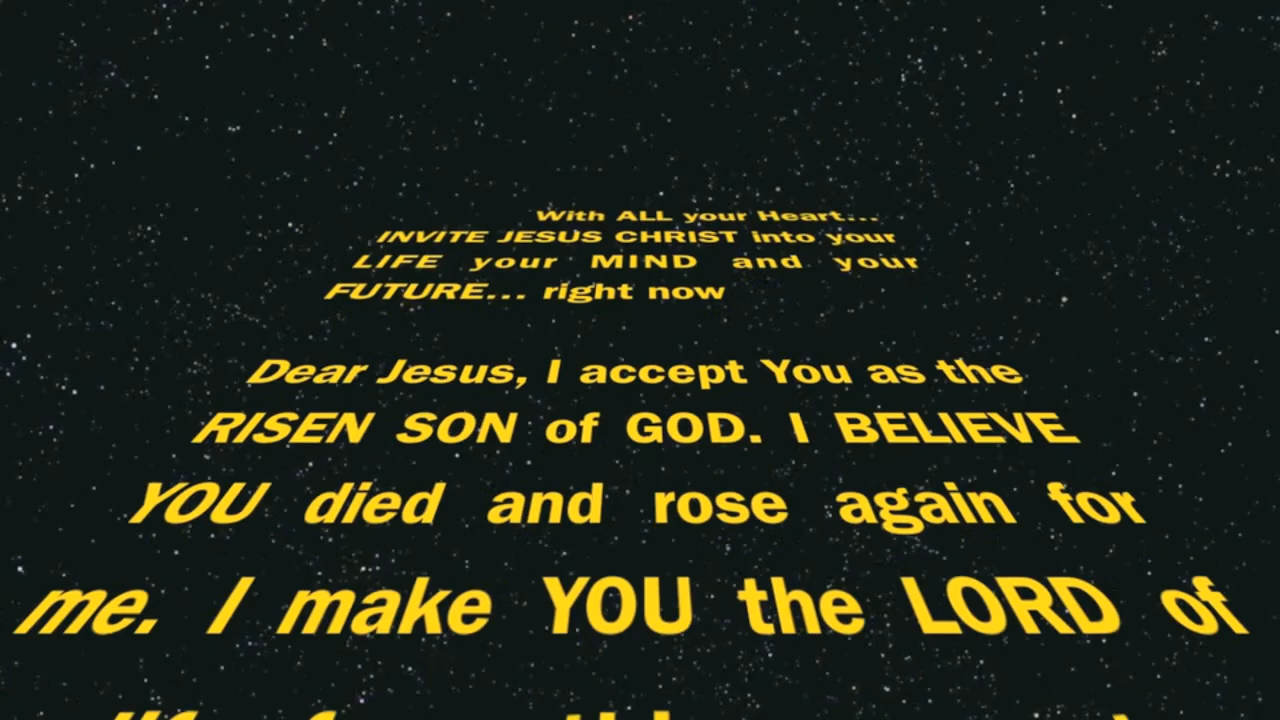 With ALL your Heart...
INVITE JESUS CHRIST into your
LIFE your MIND and your
FUTURE... right now
Dear Jesus, I accept You as the
RISEN SON of GOD. I BELIEVE
YOU died and rose again for
me. I make YOU the LORD of